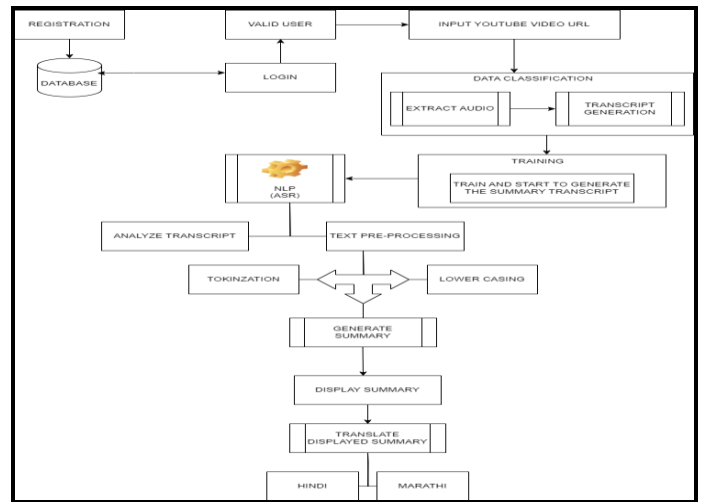 REGISTRATION
VALID USER
INPUT YOUTUBE VIDEO URL
DATABASE
LOGIN
DATA CLASSIFICATION
EXTRACT AUDIO
TRANSCRIPT
GENERATION
TRAINING
TRAIN AND START TO GENERATE
THE SUMMARY TRANSCRIPT
NLP
(ASR)
ANALYZE TRANSCRIPT
TEXT PRE-PROCESSING
TOKINZATION
LOWER CASING
GENERATE
SUMMARY
DISPLAY SUMMARY
TRANSLATE
DISPLAYED SUMMARY
HINDI
MARATHI